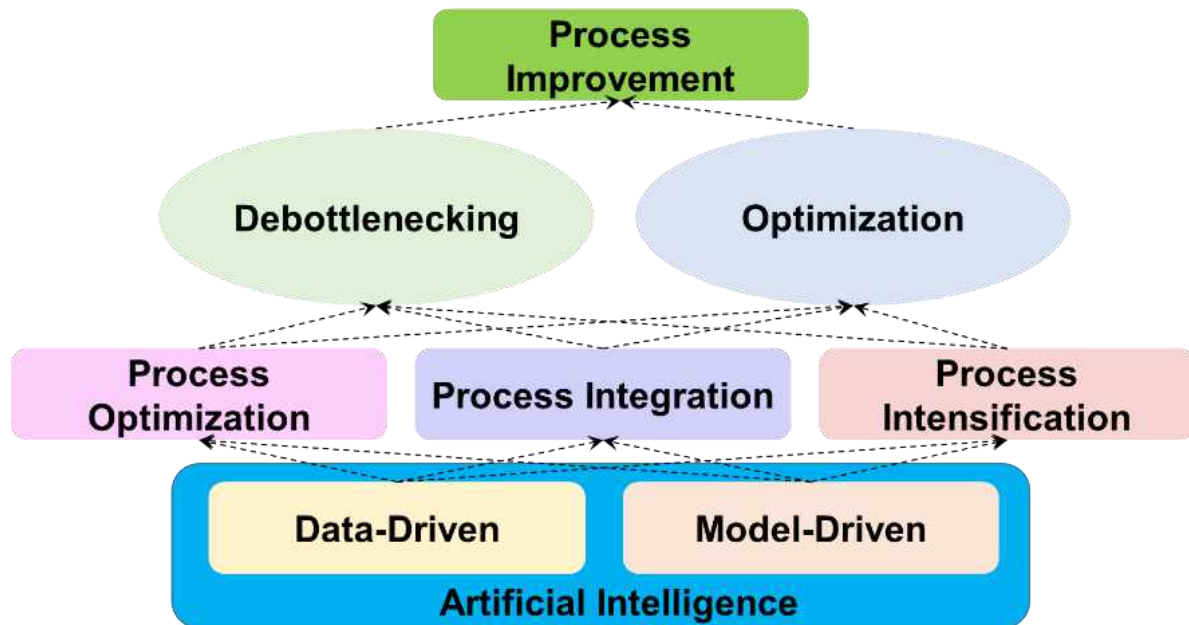 Process
Improvement
Debottlenecking
Optimization
Process
Optimization
Process Integration
Process
Intensification
Data-Driven
Model-Driven
Artificial Intelligence